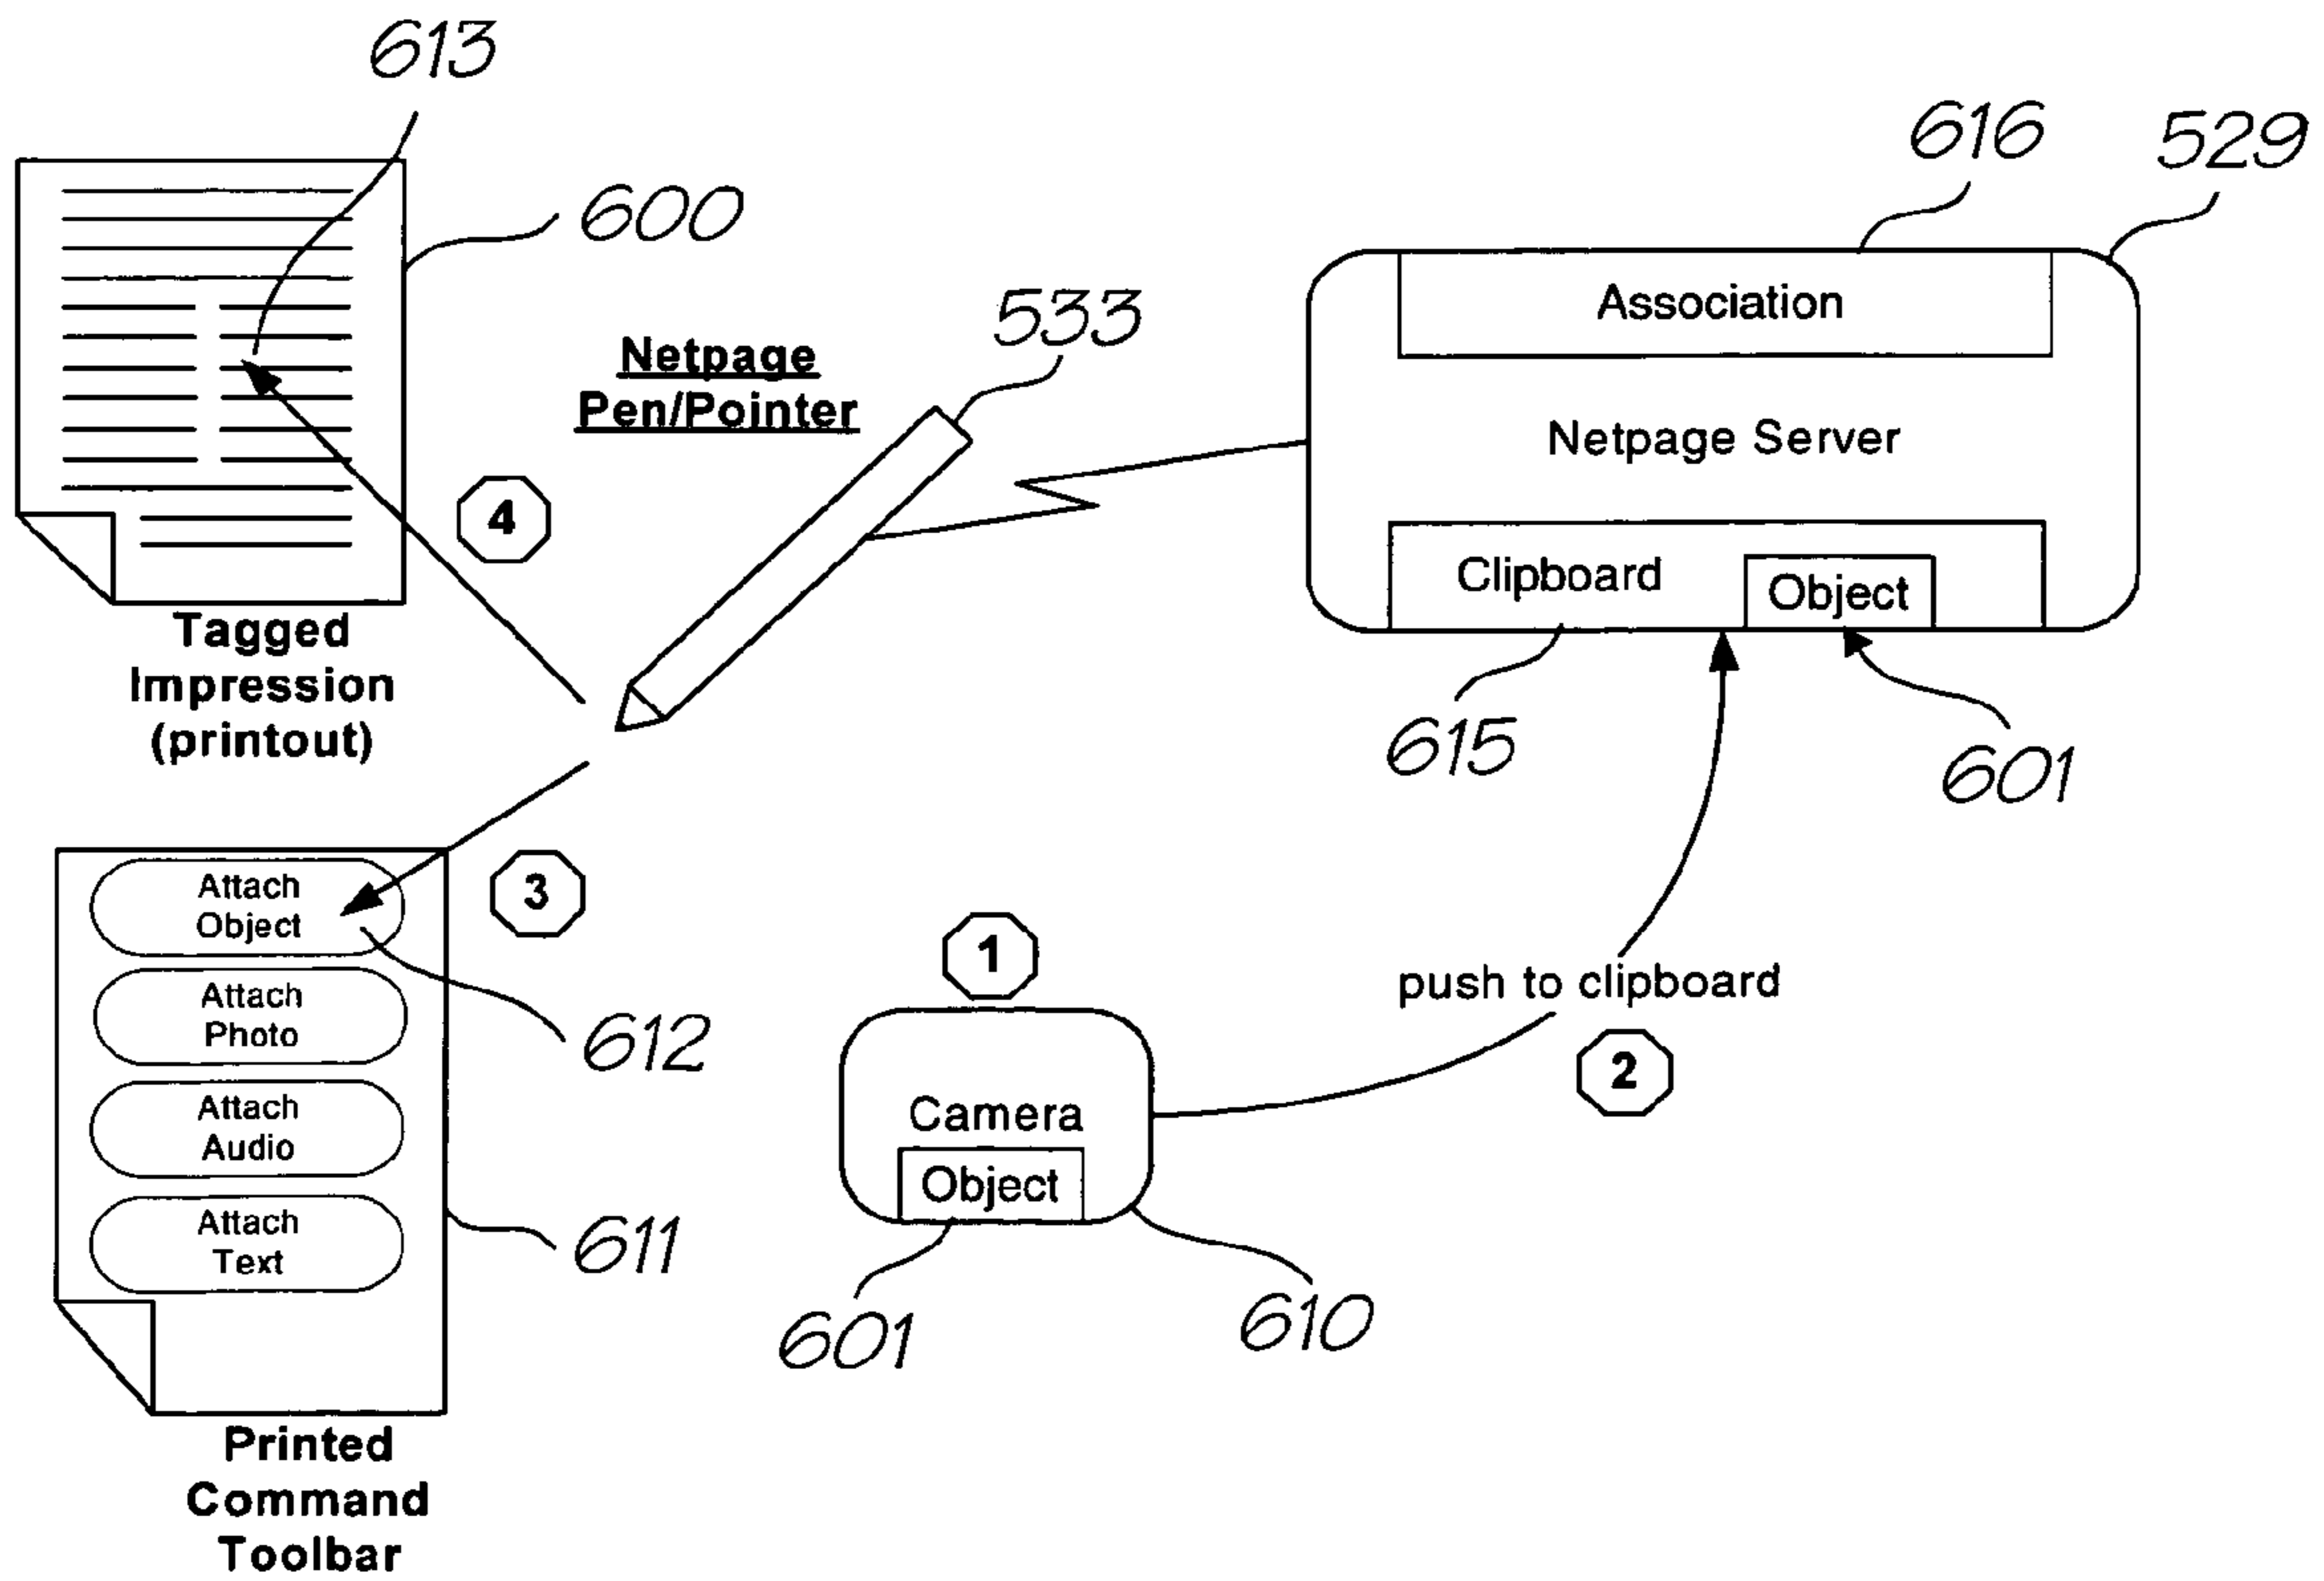 613
616
529
600
533
Netpage
Pen/Pointer
Association
Netpage Server
4
Clipboard
Object
Tagged
Impression
(printout)
615
601
3
Attach
Object
1
push to clipboard
Attach
Photo
612
2
Camera
Attach
Audio
Object
Attach
Text
611
601
610
Printed
Command
Toolbar